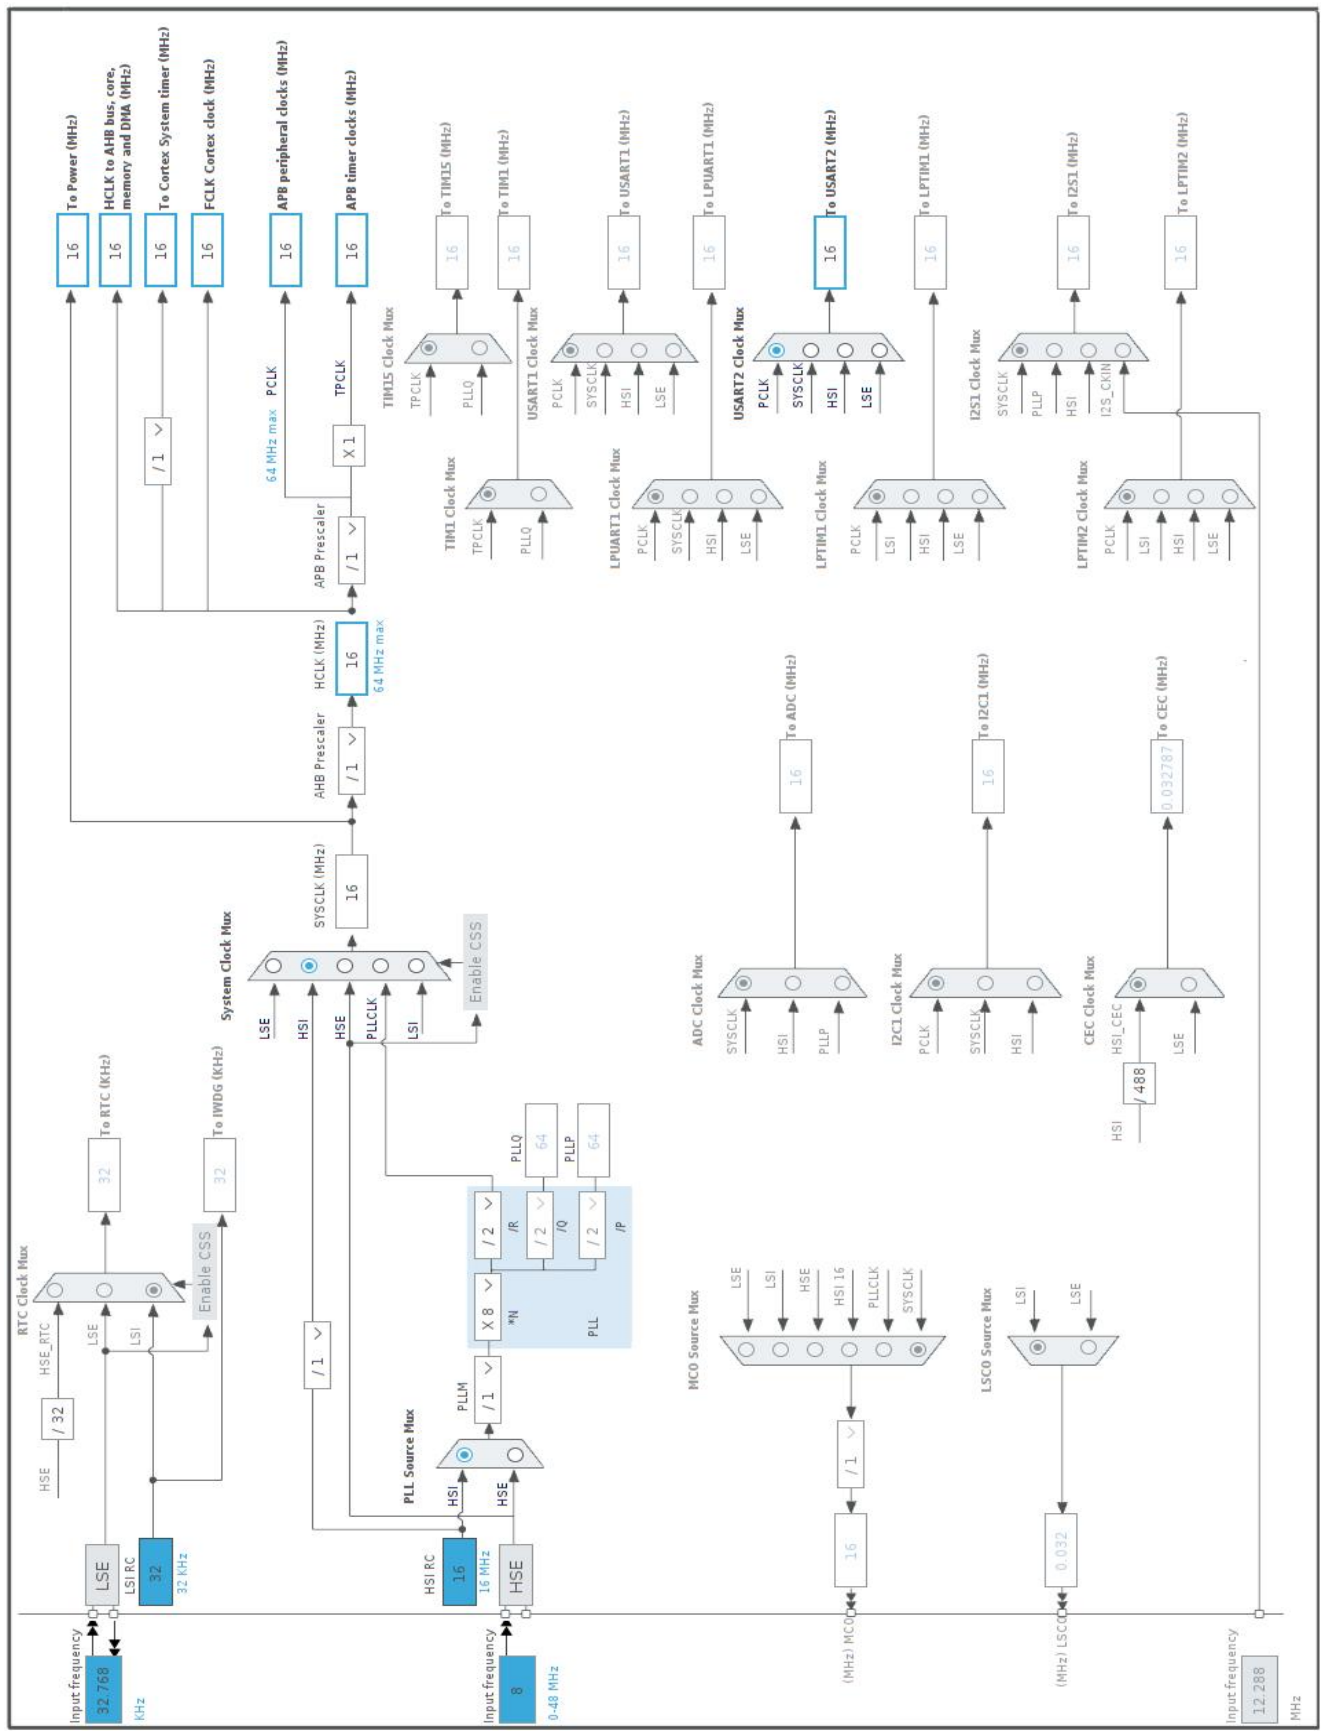 RTC Clock Mux
HSE
/ 32
HSE_RTC
LSE
LSI
Enable CSS
32
To RTC (KHz)
32
To IWDG (KHz)
Input frequency
32.768
KHz
LSE
LSI RC
32
32 KHz
System Clock Mux
LSE
HSI
HSE
PLLCLK
LSI
Enable CSS
/ 1
SYSCLK (MHz)
16
AHB Prescaler
/ 1
HCLK (MHz)
16
64 MHz max
APB Prescaler
/ 1
/ 1
64 MHz max
PCLK
X 1
TPCLK
16
To Power (MHz)
16
HCLK to AHB bus, core,
memory and DMA (MHz)
16
To Cortex System timer (MHz)
16
FCLK Cortex clock (MHz)
16
APB peripheral clocks (MHz)
16
APB timer clocks (MHz)
PLL Source Mux
HSI RC
16
16 MHz
HSI
HSE
Input frequency
8
0-48 MHz
HSE
PLLM
/ 1
X 8
*N
/ 2
/R
/ 2
/Q
/ 2
/P
PLL
PLLQ
64
PLLP
64
TIM15 Clock Mux
TPCLK
PLLQ
16
To TIM15 (MHz)
TIM1 Clock Mux
TPCLK
PLLQ
16
To TIM1 (MHz)
USART1 Clock Mux
PCLK
SYSCLK
HSI
LSE
16
To USART1 (MHz)
LPUART1 Clock Mux
PCLK
SYSCLK
HSI
LSE
16
To LPUART1 (MHz)
USART2 Clock Mux
PCLK
SYSCLK
HSI
LSE
16
To USART2 (MHz)
LPTIM1 Clock Mux
PCLK
LSI
HSI
LSE
16
To LPTIM1 (MHz)
I2S1 Clock Mux
SYSCLK
PLLP
HSI
I2S_CKIN
16
To I2S1 (MHz)
LPTIM2 Clock Mux
PCLK
LSI
HSI
LSE
16
To LPTIM2 (MHz)
ADC Clock Mux
SYSCLK
HSI
PLLP
16
To ADC (MHz)
I2C1 Clock Mux
PCLK
SYSCLK
HSI
16
To I2C1 (MHz)
CEC Clock Mux
HSI
/ 488
HSI_CEC
LSE
0.032787
To CEC (MHz)
MCO Source Mux
LSE
LSI
HSE
HSI 16
PLLCLK
SYSCLK
/ 1
16
(MHz) MCO
LSCO Source Mux
LSI
LSE
0.032
(MHz) LSCO
Input frequency
12.288
MHz